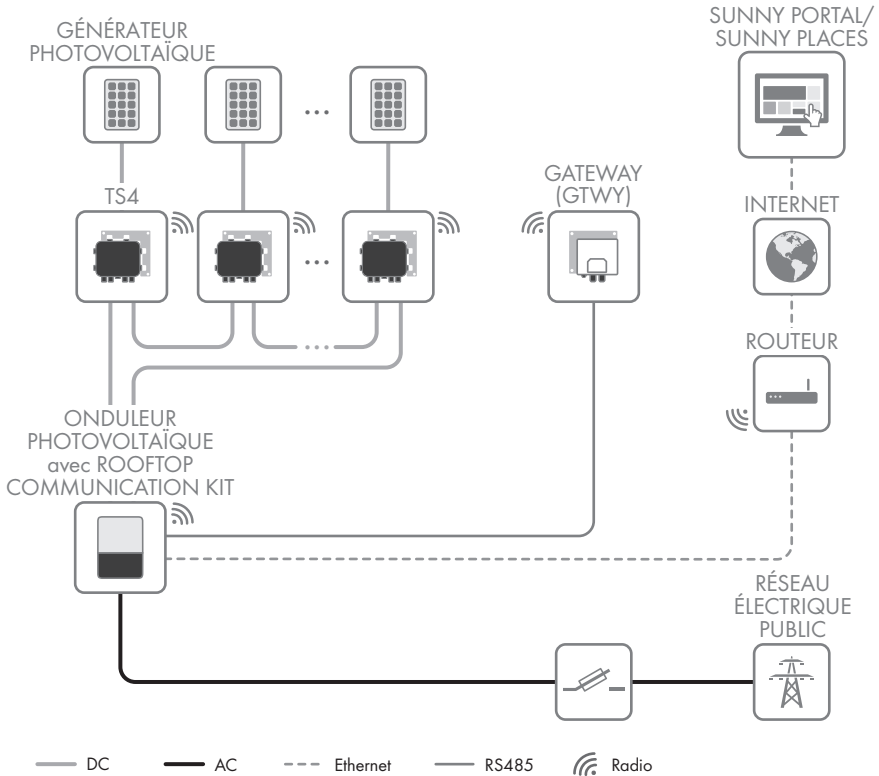 GÉNÉRATEUR
PHOTOVOLTAÏQUE
SUNNY PORTAL/
SUNNY PLACES
TS4
GATEWAY
(GTWY)
INTERNET
ROUTEUR
ONDULEUR
PHOTOVOLTAÏQUE
avec ROOFTOP
COMMUNICATION KIT
RÉSEAU
ÉLECTRIQUE
PUBLIC
DC
AC
Ethernet
RS485
Radio